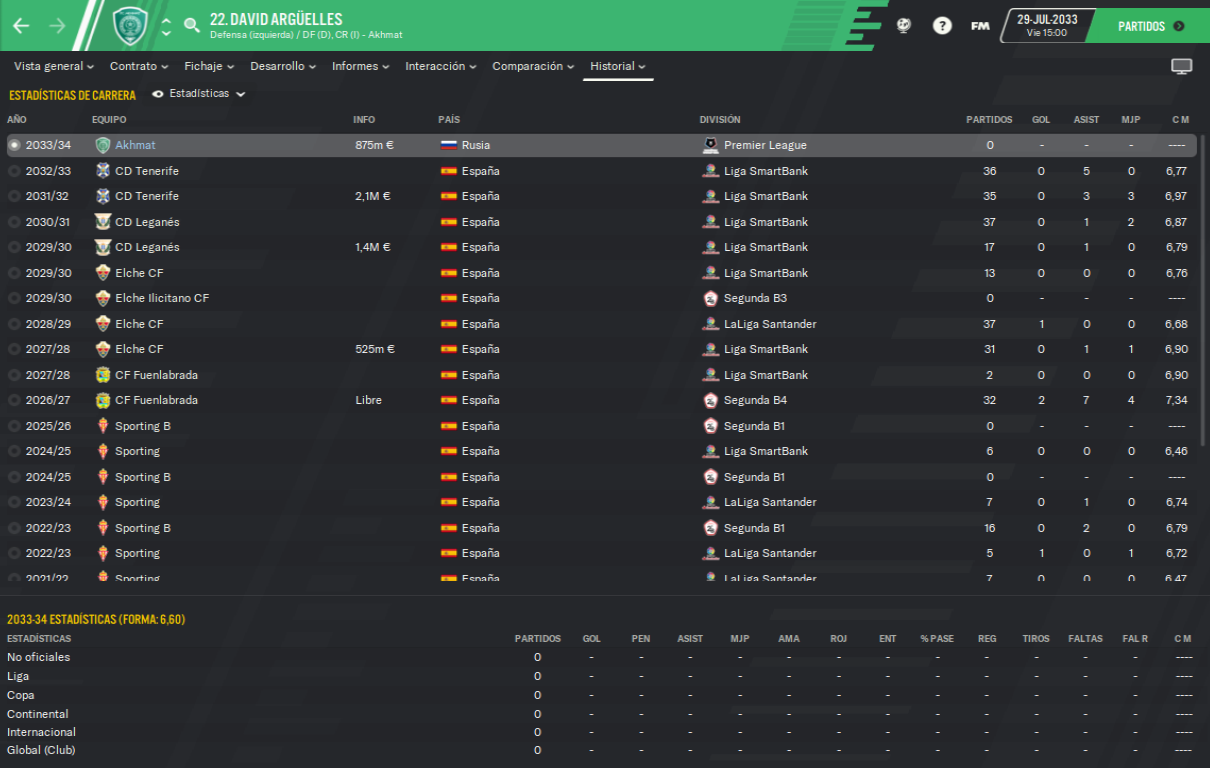 22. DAVID ARGÜELLES
Defensa (izquierda) / DF (D), CR (I) - Akhmat
? FM 29-JUL-2033
Vie 15:00
PARTIDOS
Vista general Contrato Fichaje Desarrollo Informes Interacción Comparación Historial
ESTADÍSTICAS DE CARRERA Estadísticas
AÑO EQUIPO INFO PAÍS DIVISIÓN PARTIDOS GOL ASIST MJP C M
2033/34 Akhmat 875m € Rusia Premier League 0 - - - ----
2032/33 CD Tenerife España Liga SmartBank 36 0 5 0 6,77
2031/32 CD Tenerife 2,1M € España Liga SmartBank 35 0 3 3 6,97
2030/31 CD Leganés España Liga SmartBank 37 0 1 2 6,87
2029/30 CD Leganés 1,4M € España Liga SmartBank 17 0 1 0 6,79
2029/30 Elche CF España Liga SmartBank 13 0 0 0 6,76
2029/30 Elche Ilicitano CF España Segunda B3 0 - - - ----
2028/29 Elche CF España LaLiga Santander 37 1 0 0 6,68
2027/28 Elche CF 525m € España Liga SmartBank 31 0 1 1 6,90
2027/28 CF Fuenlabrada España Liga SmartBank 2 0 0 0 6,90
2026/27 CF Fuenlabrada Libre España Segunda B4 32 2 7 4 7,34
2025/26 Sporting B España Segunda B1 0 - - - ----
2024/25 Sporting España Liga SmartBank 6 0 0 0 6,46
2024/25 Sporting B España Segunda B1 0 - - - ----
2023/24 Sporting España LaLiga Santander 7 0 1 0 6,74
2022/23 Sporting B España Segunda B1 16 0 2 0 6,79
2022/23 Sporting España LaLiga Santander 5 1 0 1 6,72
2021/22 Sporting España LaLiga Santander 7 0 0 0 6,47
2033-34 ESTADÍSTICAS (FORMA: 6,60)
ESTADÍSTICAS PARTIDOS GOL PEN ASIST MJP AMA ROJ ENT % PASE REG TIROS FALTAS FAL R C M
No oficiales 0 - - - - - - - - - - - - ----
Liga 0 - - - - - - - - - - - - ----
Copa 0 - - - - - - - - - - - - ----
Continental 0 - - - - - - - - - - - - ----
Internacional 0 - - - - - - - - - - - - ----
Global (Club) 0 - - - - - - - - - - - - ----